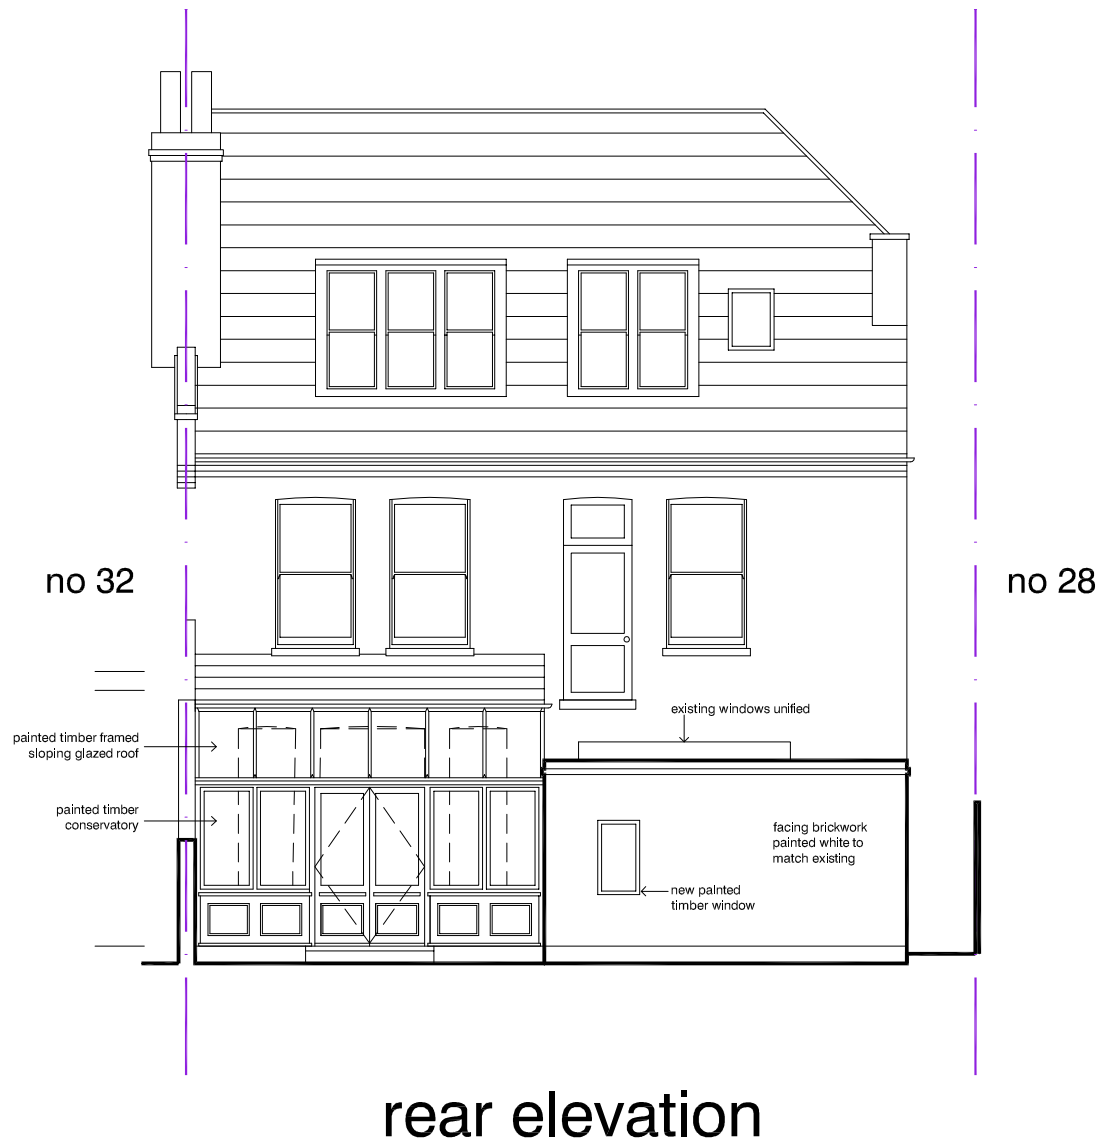 no 32
no 28
existing windows unified
painted timber framed
sloping glazed roof
painted timber
conservatory
facing brickwork
painted white to
match existing
new painted
timber window
rear elevation